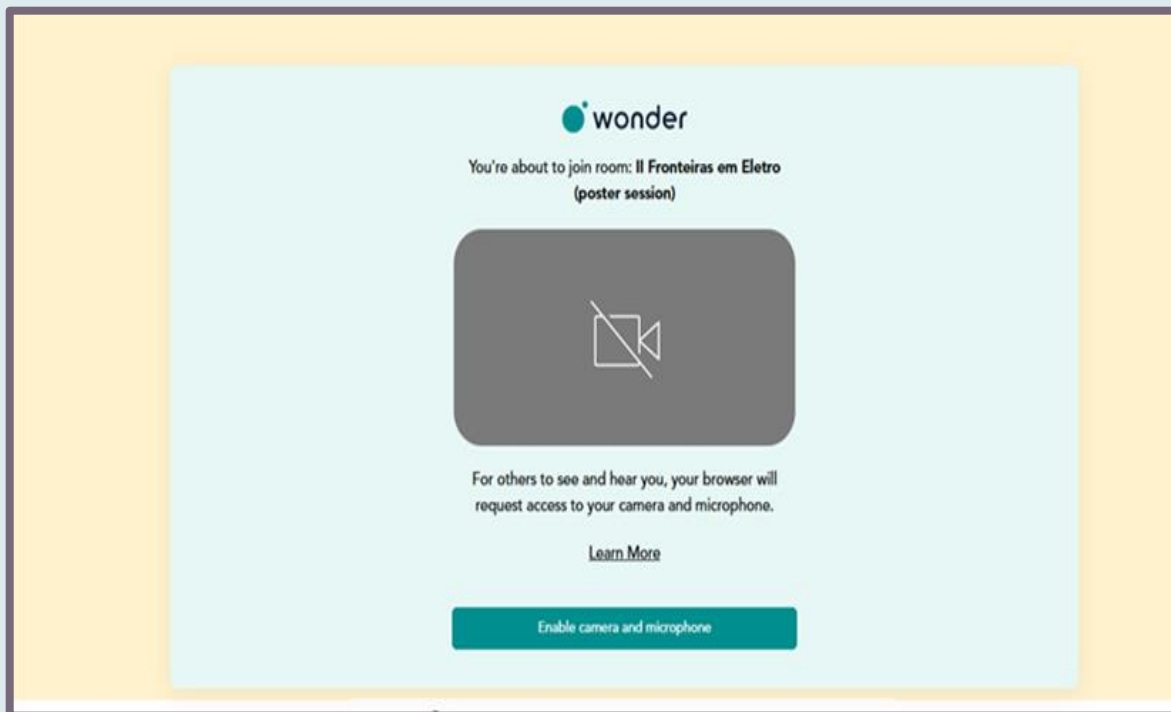 wonder
You're about to join room: II Fronteiras em Eletro
(poster session)
For others to see and hear you, your browser will
request access to your camera and microphone.
Learn More
Enable camera and microphone